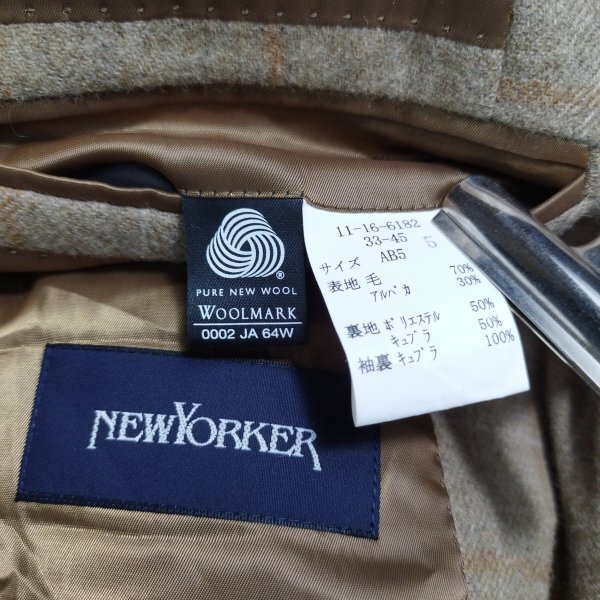 PURE NEW WOOL
WOOLMARK
0002 JA 64W
®
11-16-6182
33-45 5
サイズ AB5
表地 毛 70%
アルパカ 30%
裏地 ポリエステル 50%
キュプラ 50%
袖裏 キュプラ 100%
NEWYORKER